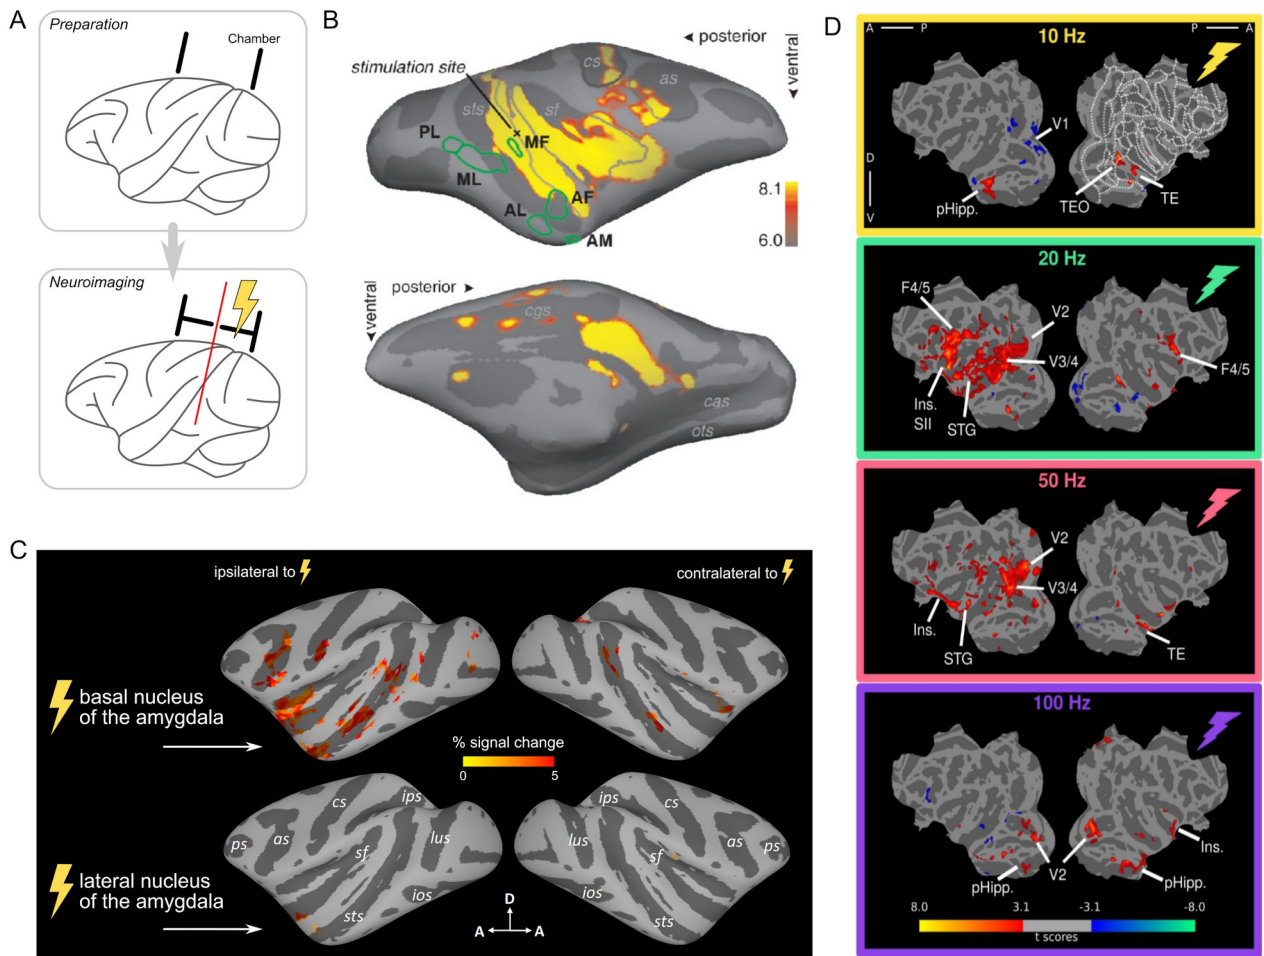 A
Preparation
Chamber
Neuroimaging
B
stimulation site
◄ posterior
ventral
cs
as
sts
sf
PL
MF
ML
AF
AL
AM
8.1
6.0
ventral
posterior ►
cgs
cas
ots
C
ipsilateral to
contralateral to
basal nucleus
of the amygdala
% signal change
0 5
lateral nucleus
of the amygdala
ps
as
cs
ips
lus
sf
ios
sts
ips
cs
lus
as
ps
sf
ios
sts
D
A A
D
A P
10 Hz
P A
D
V
V1
pHipp.
TEO
TE
20 Hz
F4/5
V2
V3/4
Ins.
SII
STG
F4/5
50 Hz
V2
V3/4
Ins.
STG
TE
100 Hz
Ins.
V2
pHipp.
pHipp.
8.0 3.1 -3.1 -8.0
t scores